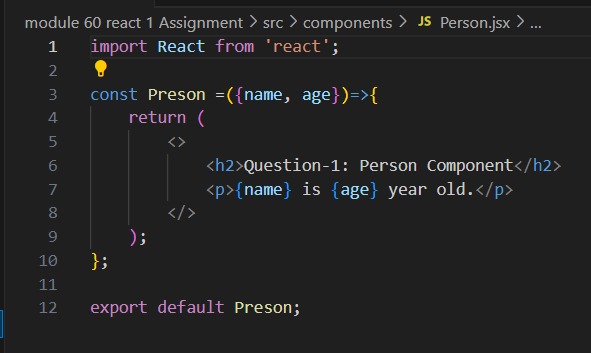 module 60 react 1 Assignment > src > components > JS Person.jsx > ...
1 import React from 'react';
2
3 const Preson =({name, age})=>{
4 return (
5 <>
6 <h2>Question-1: Person Component</h2>
7 <p>{name} is {age} year old.</p>
8 </>
9 );
10 };
11
12 export default Preson;